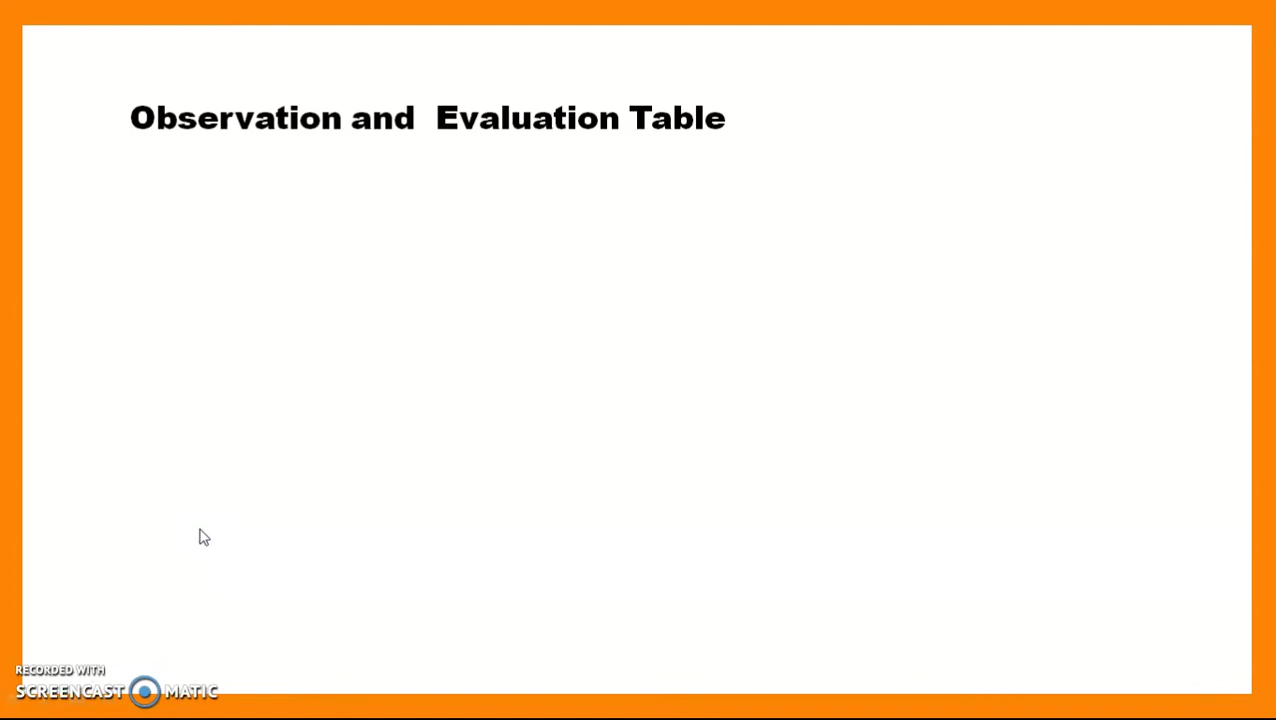 Observation and  Evaluation Table
RECORDED WITH
SCREENCAST MATIC